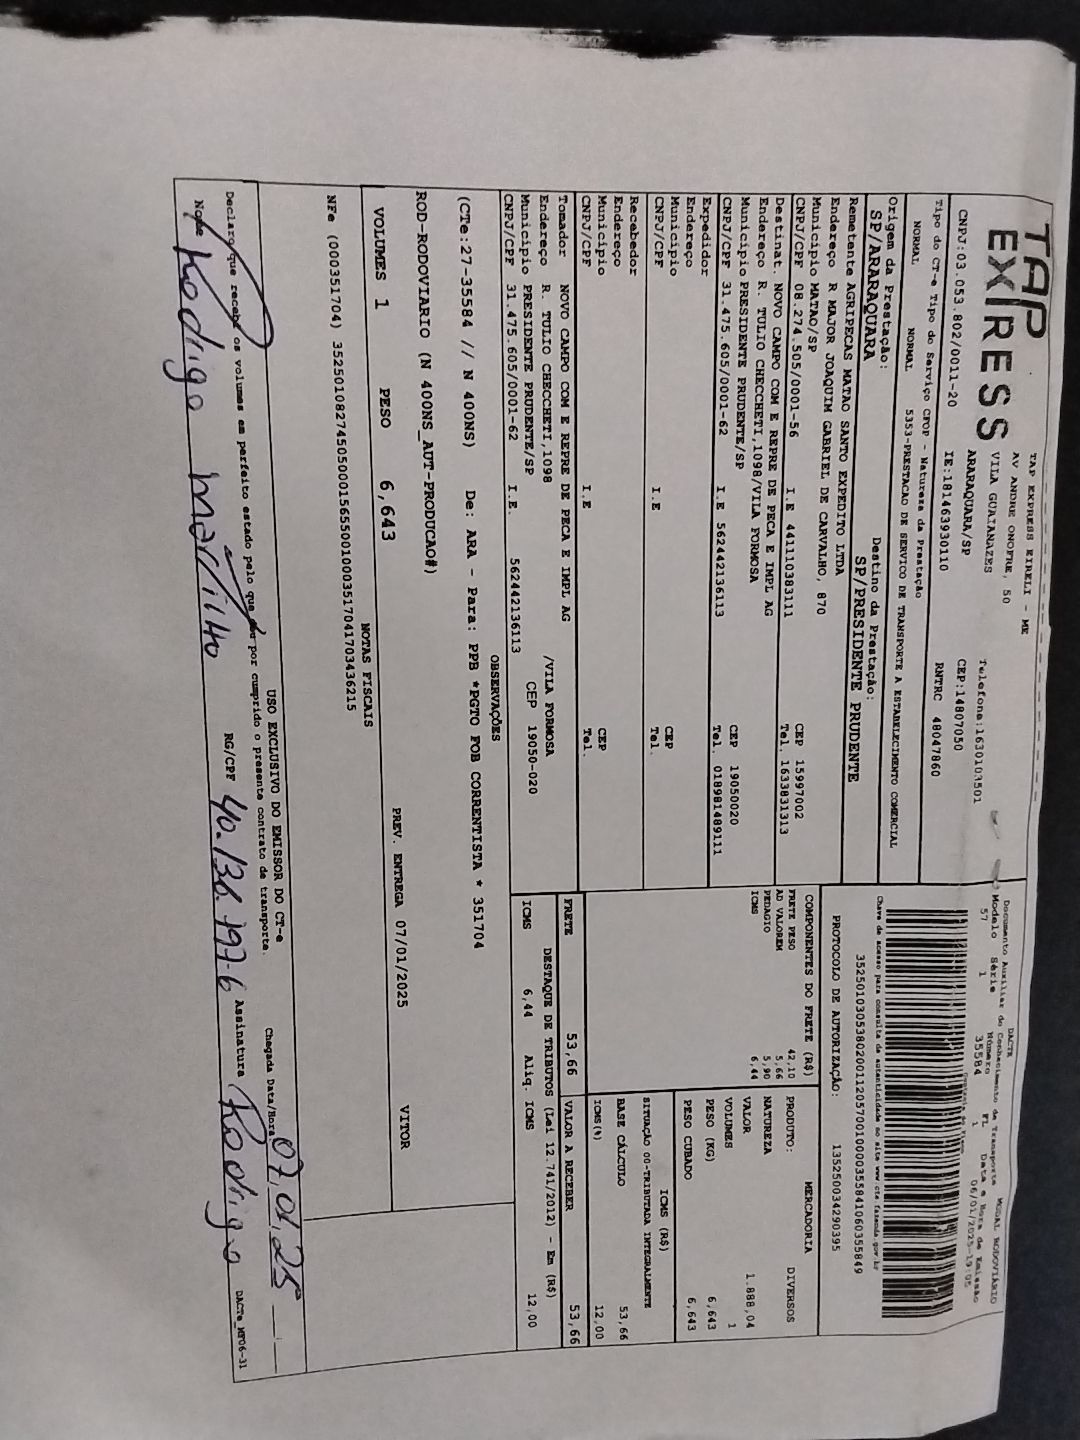 TAP
EXPRESS
TAP EXPRESS EIRELI - ME
AV ANDRE ONOFRE, 50
VILA GUAIANAZES
ARARAQUARA/SP
Telefone:1630103501
CEP:14807050
CNPJ:03.053.802/0011-20
IE:181463930110
RNTRC 48047860
DACTE
MODAL RODOVIÁRIO
Documento Auxiliar do Conhecimento de Transporte
Modelo Série Número FL Data e Hora de Emissão
57 1 35584 1 06/01/2025-19:05
Chave de acesso para consulta de autenticidade no site www.cte.fazenda.gov.br
35250103053802001120570010000355841060355849
PROTOCOLO DE AUTORIZAÇÃO: 135250034290395
Tipo do CT-e Tipo do Serviço CFOP - Natureza da Prestação
NORMAL NORMAL 5353-PRESTACAO DE SERVICO DE TRANSPORTE A ESTABELECIMENTO COMERCIAL
Origem da Prestação: Destino da Prestação:
SP/ARARAQUARA SP/PRESIDENTE PRUDENTE
Remetente AGRIPECAS MATAO SANTO EXPEDITO LTDA
Endereço R MAJOR JOAQUIM GABRIEL DE CARVALHO, 870
Município MATAO/SP CEP 15997002
CNPJ/CPF 08.274.505/0001-56 I.E 441110383111 Tel. 1633831313
Destinat. NOVO CAMPO COM E REPRE DE PECA E IMPL AG
Endereço R. TULIO CHECCHETI,1098/VILA FORMOSA
Município PRESIDENTE PRUDENTE/SP CEP 19050020
CNPJ/CPF 31.475.605/0001-62 I.E 562442136113 Tel. 018981489111
Expedidor
Endereço
Município CEP
CNPJ/CPF I.E Tel.
Recebedor
Endereço
Município CEP
CNPJ/CPF I.E Tel.
Tomador NOVO CAMPO COM E REPRE DE PECA E IMPL AG
Endereço R. TULIO CHECCHETI,1098 /VILA FORMOSA
Município PRESIDENTE PRUDENTE/SP CEP 19050-020
CNPJ/CPF 31.475.605/0001-62 I.E. 562442136113
COMPONENTES DO FRETE (R$)
FRETE PESO 42,10
AD VALOREM 5,66
PEDAGIO 5,90
ICMS 6,44
MERCADORIA
PRODUTO: DIVERSOS
NATUREZA
VALOR 1.888,04
VOLUMES 1
PESO (KG) 6,643
PESO CUBADO 6,643
ICMS (R$)
SITUAÇÃO 00-TRIBUTADA INTEGRALMENTE
BASE CÁLCULO 53,66
ICMS(%) 12,00
FRETE 53,66 VALOR A RECEBER 53,66
DESTAQUE DE TRIBUTOS (Lei 12.741/2012) - Em (R$)
ICMS 6,44 Aliq. ICMS 12,00
OBSERVAÇÕES
(CTe:27-35584 // N 400NS) De: ARA - Para: PPB *PGTO FOB CORRENTISTA * 351704
ROD-RODOVIARIO (N 400NS_AUT-PRODUCAO#)
VOLUMES 1 PESO 6,643 PREV. ENTREGA 07/01/2025 VITOR
NOTAS FISCAIS
NFe (000351704) 35250108274505000156550010003517041703436215
USO EXCLUSIVO DO EMISSOR DO CT-e
Declaro que recebi os volumes em perfeito estado pelo que dou por cumprido o presente contrato de transporte.
Chegada Data/Hora 07,01,25
Nome Rodrigo marilho RG/CPF 40.138.797-6 Assinatura Rodrigo
DACTe_MF06-31